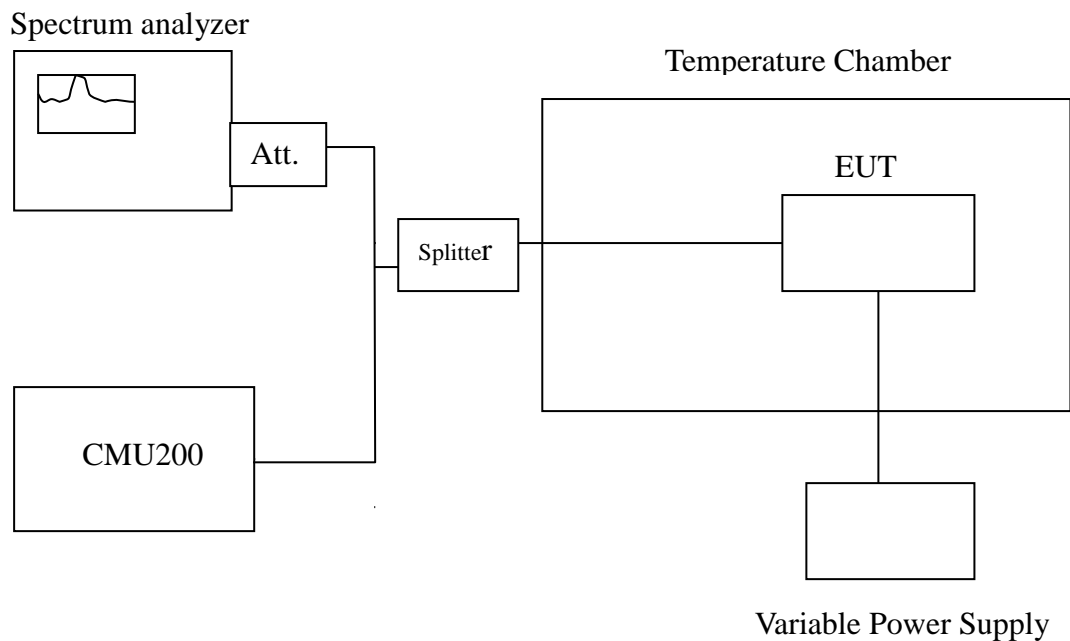 Spectrum analyzer
Temperature Chamber
Att.
EUT
Splitter
CMU200
Variable Power Supply